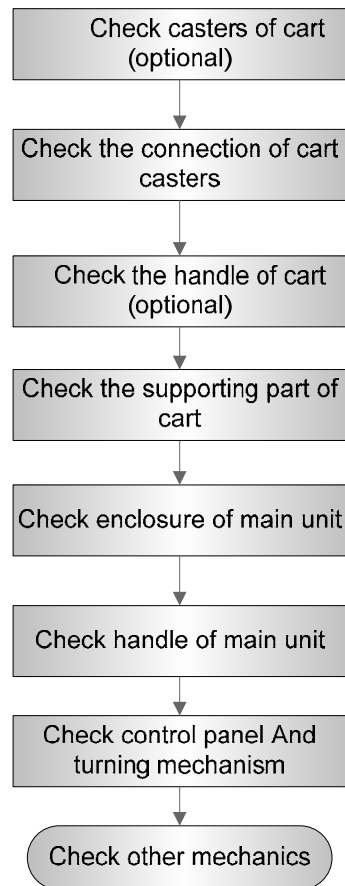 Check casters of cart
(optional)
Check the connection of cart
casters
Check the handle of cart
(optional)
Check the supporting part of
cart
Check enclosure of main unit
Check handle of main unit
Check control panel And
turning mechanism
Check other mechanics